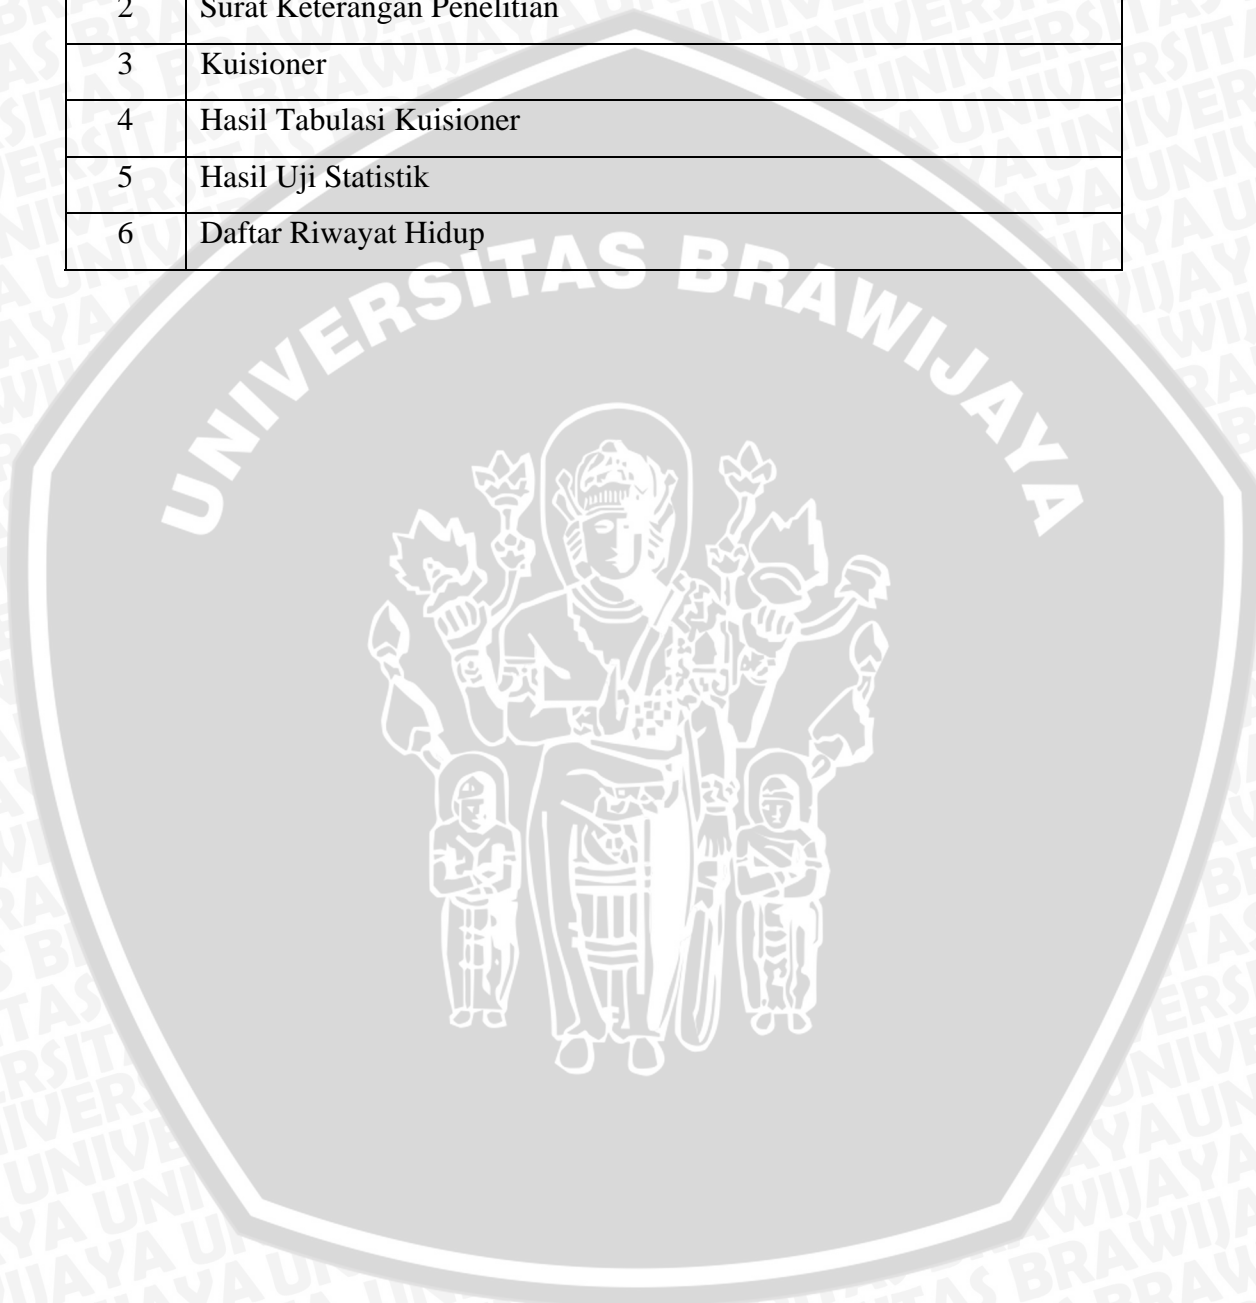 2 Surat Keterangan Penelitian
3 Kuisioner
4 Hasil Tabulasi Kuisioner
5 Hasil Uji Statistik
6 Daftar Riwayat Hidup
UNIVERSITAS BRAWIJAYA